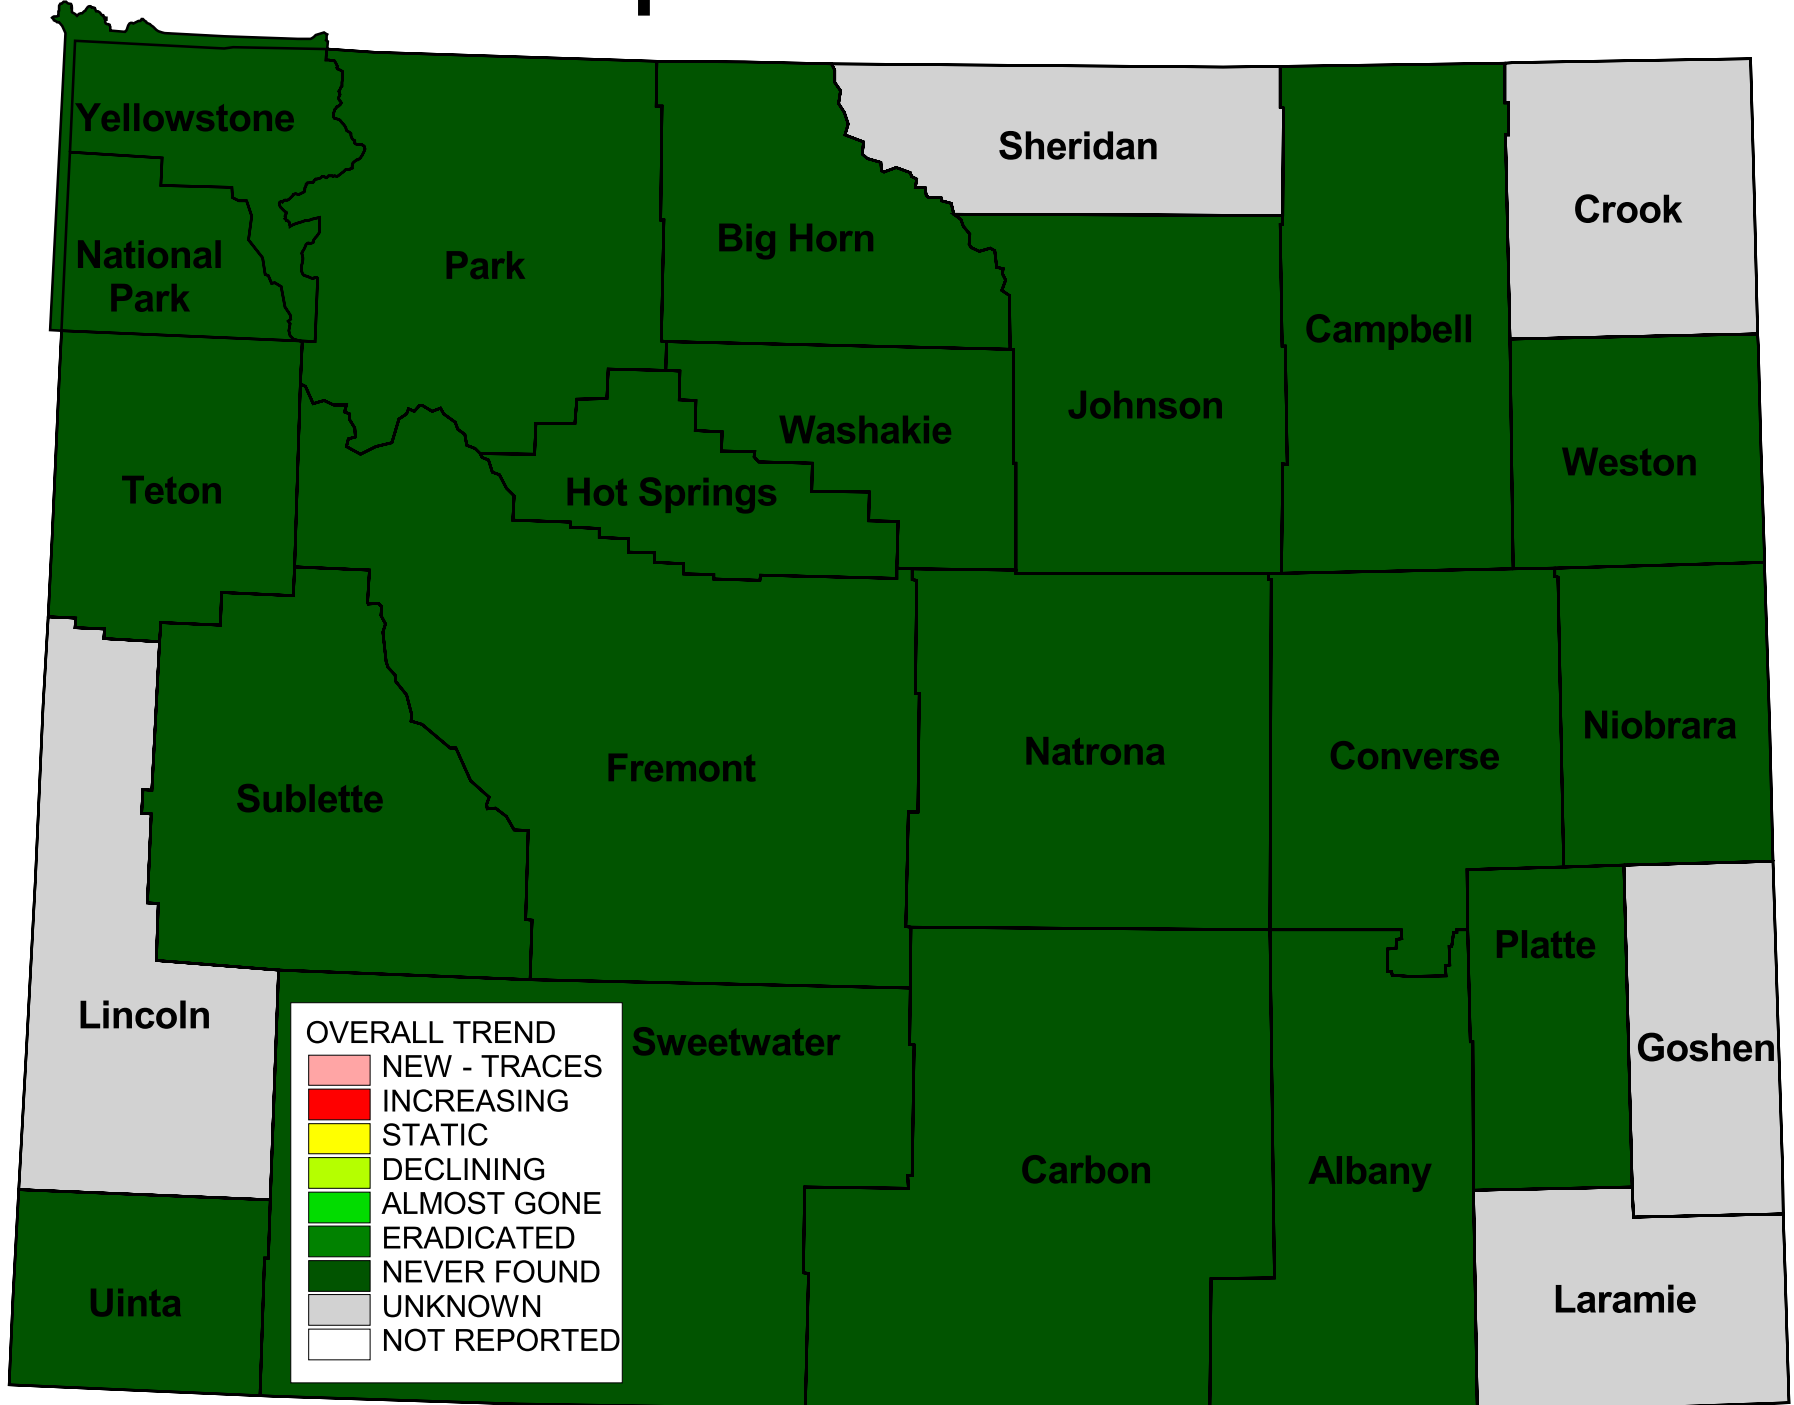 Yellowstone
National
Park
Park
Big Horn
Sheridan
Campbell
Crook
Teton
Hot Springs
Washakie
Johnson
Weston
Sublette
Fremont
Natrona
Converse
Niobrara
Lincoln
Sweetwater
Carbon
Albany
Platte
Goshen
Uinta
Laramie
OVERALL TREND
NEW - TRACES
INCREASING
STATIC
DECLINING
ALMOST GONE
ERADICATED
NEVER FOUND
UNKNOWN
NOT REPORTED